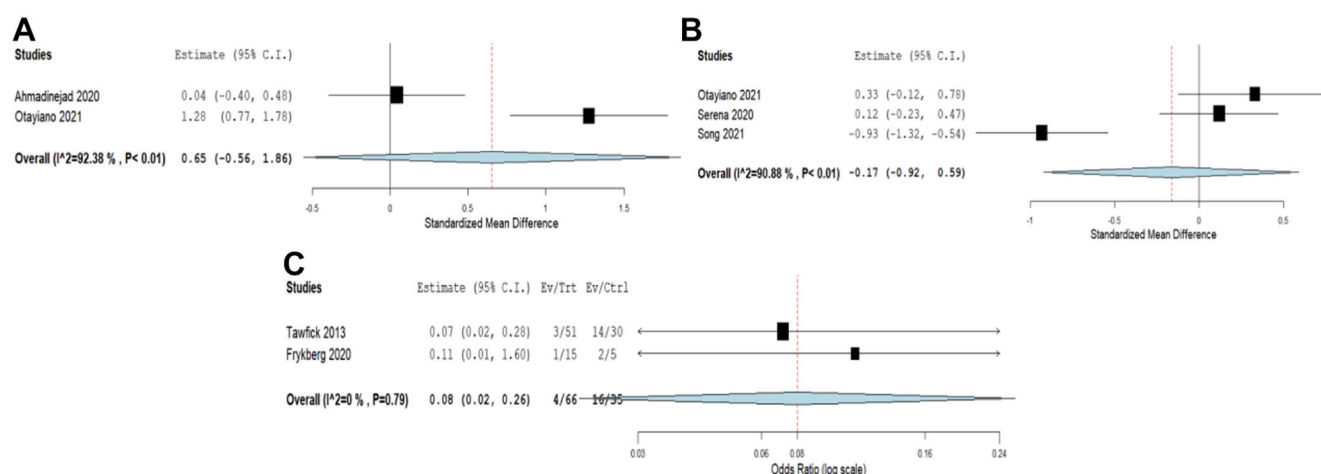 A
Studies Estimate (95% C.I.)
Ahmadinejad 2020 0.04 (-0.40, 0.48)
Otayiano 2021 1.28 (0.77, 1.78)
Overall (I^2=92.38 % , P< 0.01) 0.65 (-0.56, 1.86)
-0.5 0 0.5 1 1.5
Standardized Mean Difference
B
Studies Estimate (95% C.I.)
Otayiano 2021 0.33 (-0.12, 0.78)
Serena 2020 0.12 (-0.23, 0.47)
Song 2021 -0.93 (-1.32, -0.54)
Overall (I^2=90.88 % , P< 0.01) -0.17 (-0.92, 0.59)
-1 -0.5 0 0.5
Standardized Mean Difference
C
Studies Estimate (95% C.I.) Ev/Trt Ev/Ctrl
Tawfick 2013 0.07 (0.02, 0.28) 3/51 14/30
Frykberg 2020 0.11 (0.01, 1.60) 1/15 2/5
Overall (I^2=0 % , P=0.79) 0.08 (0.02, 0.26) 4/66 16/35
0.03 0.06 0.08 0.16 0.24
Odds Ratio (log scale)